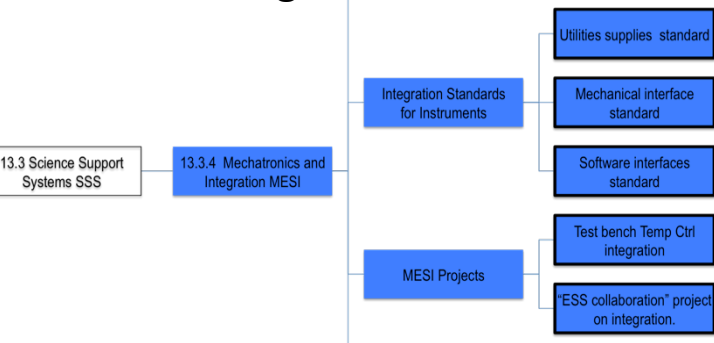 13.3 Science Support
Systems SSS
13.3.4 Mechatronics and
Integration MESI
Integration Standards
for Instruments
Utilities supplies standard
Mechanical interface
standard
Software interfaces
standard
MESI Projects
Test bench Temp Ctrl
integration
“ESS collaboration” project
on integration.